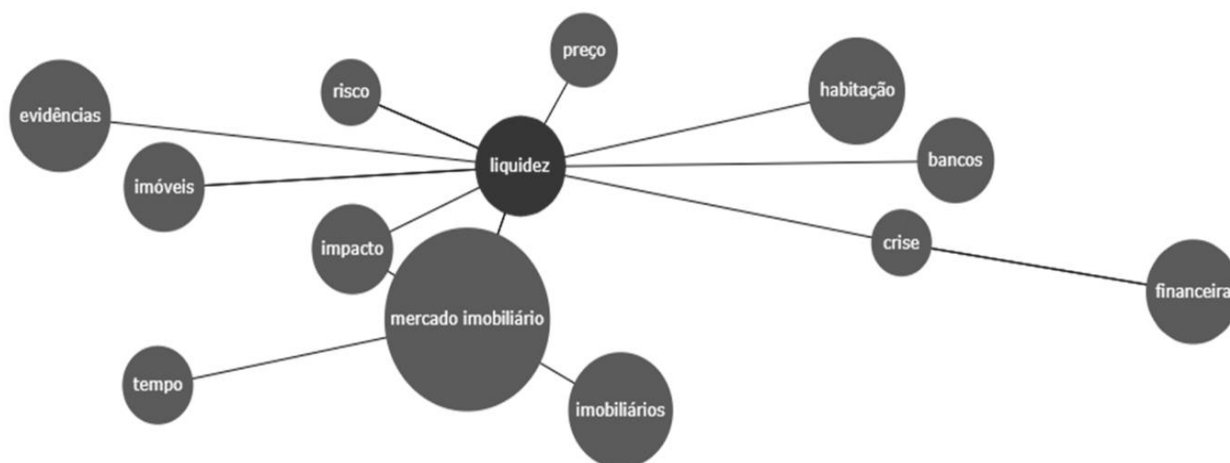 preço
habitação
risco
evidências
bancos
liquidez
imóveis
crise
impacto
financeira
mercado imobiliário
tempo
imobiliários